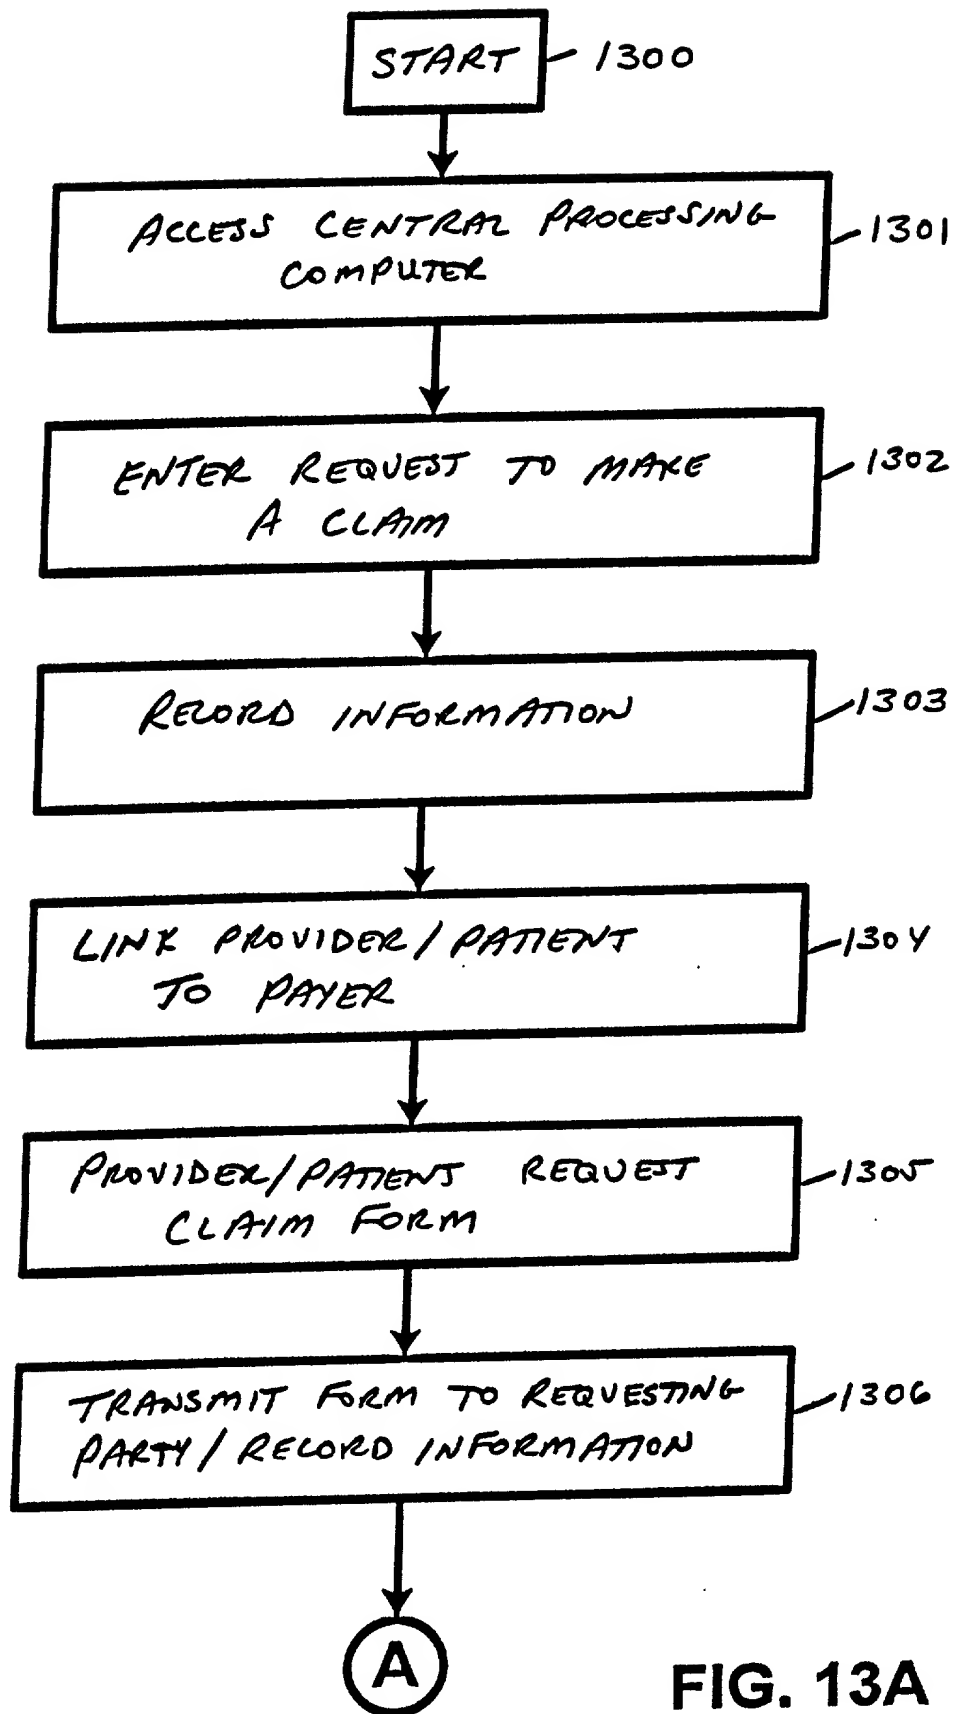 START 1300
ACCESS CENTRAL PROCESSING
COMPUTER
1301
ENTER REQUEST TO MAKE
A CLAIM
1302
RECORD INFORMATION
1303
LINK PROVIDER/PATIENT
TO PAYER
1304
PROVIDER/PATIENT REQUEST
CLAIM FORM
1305
TRANSMIT FORM TO REQUESTING
PARTY/RECORD INFORMATION
1306
A
FIG. 13A